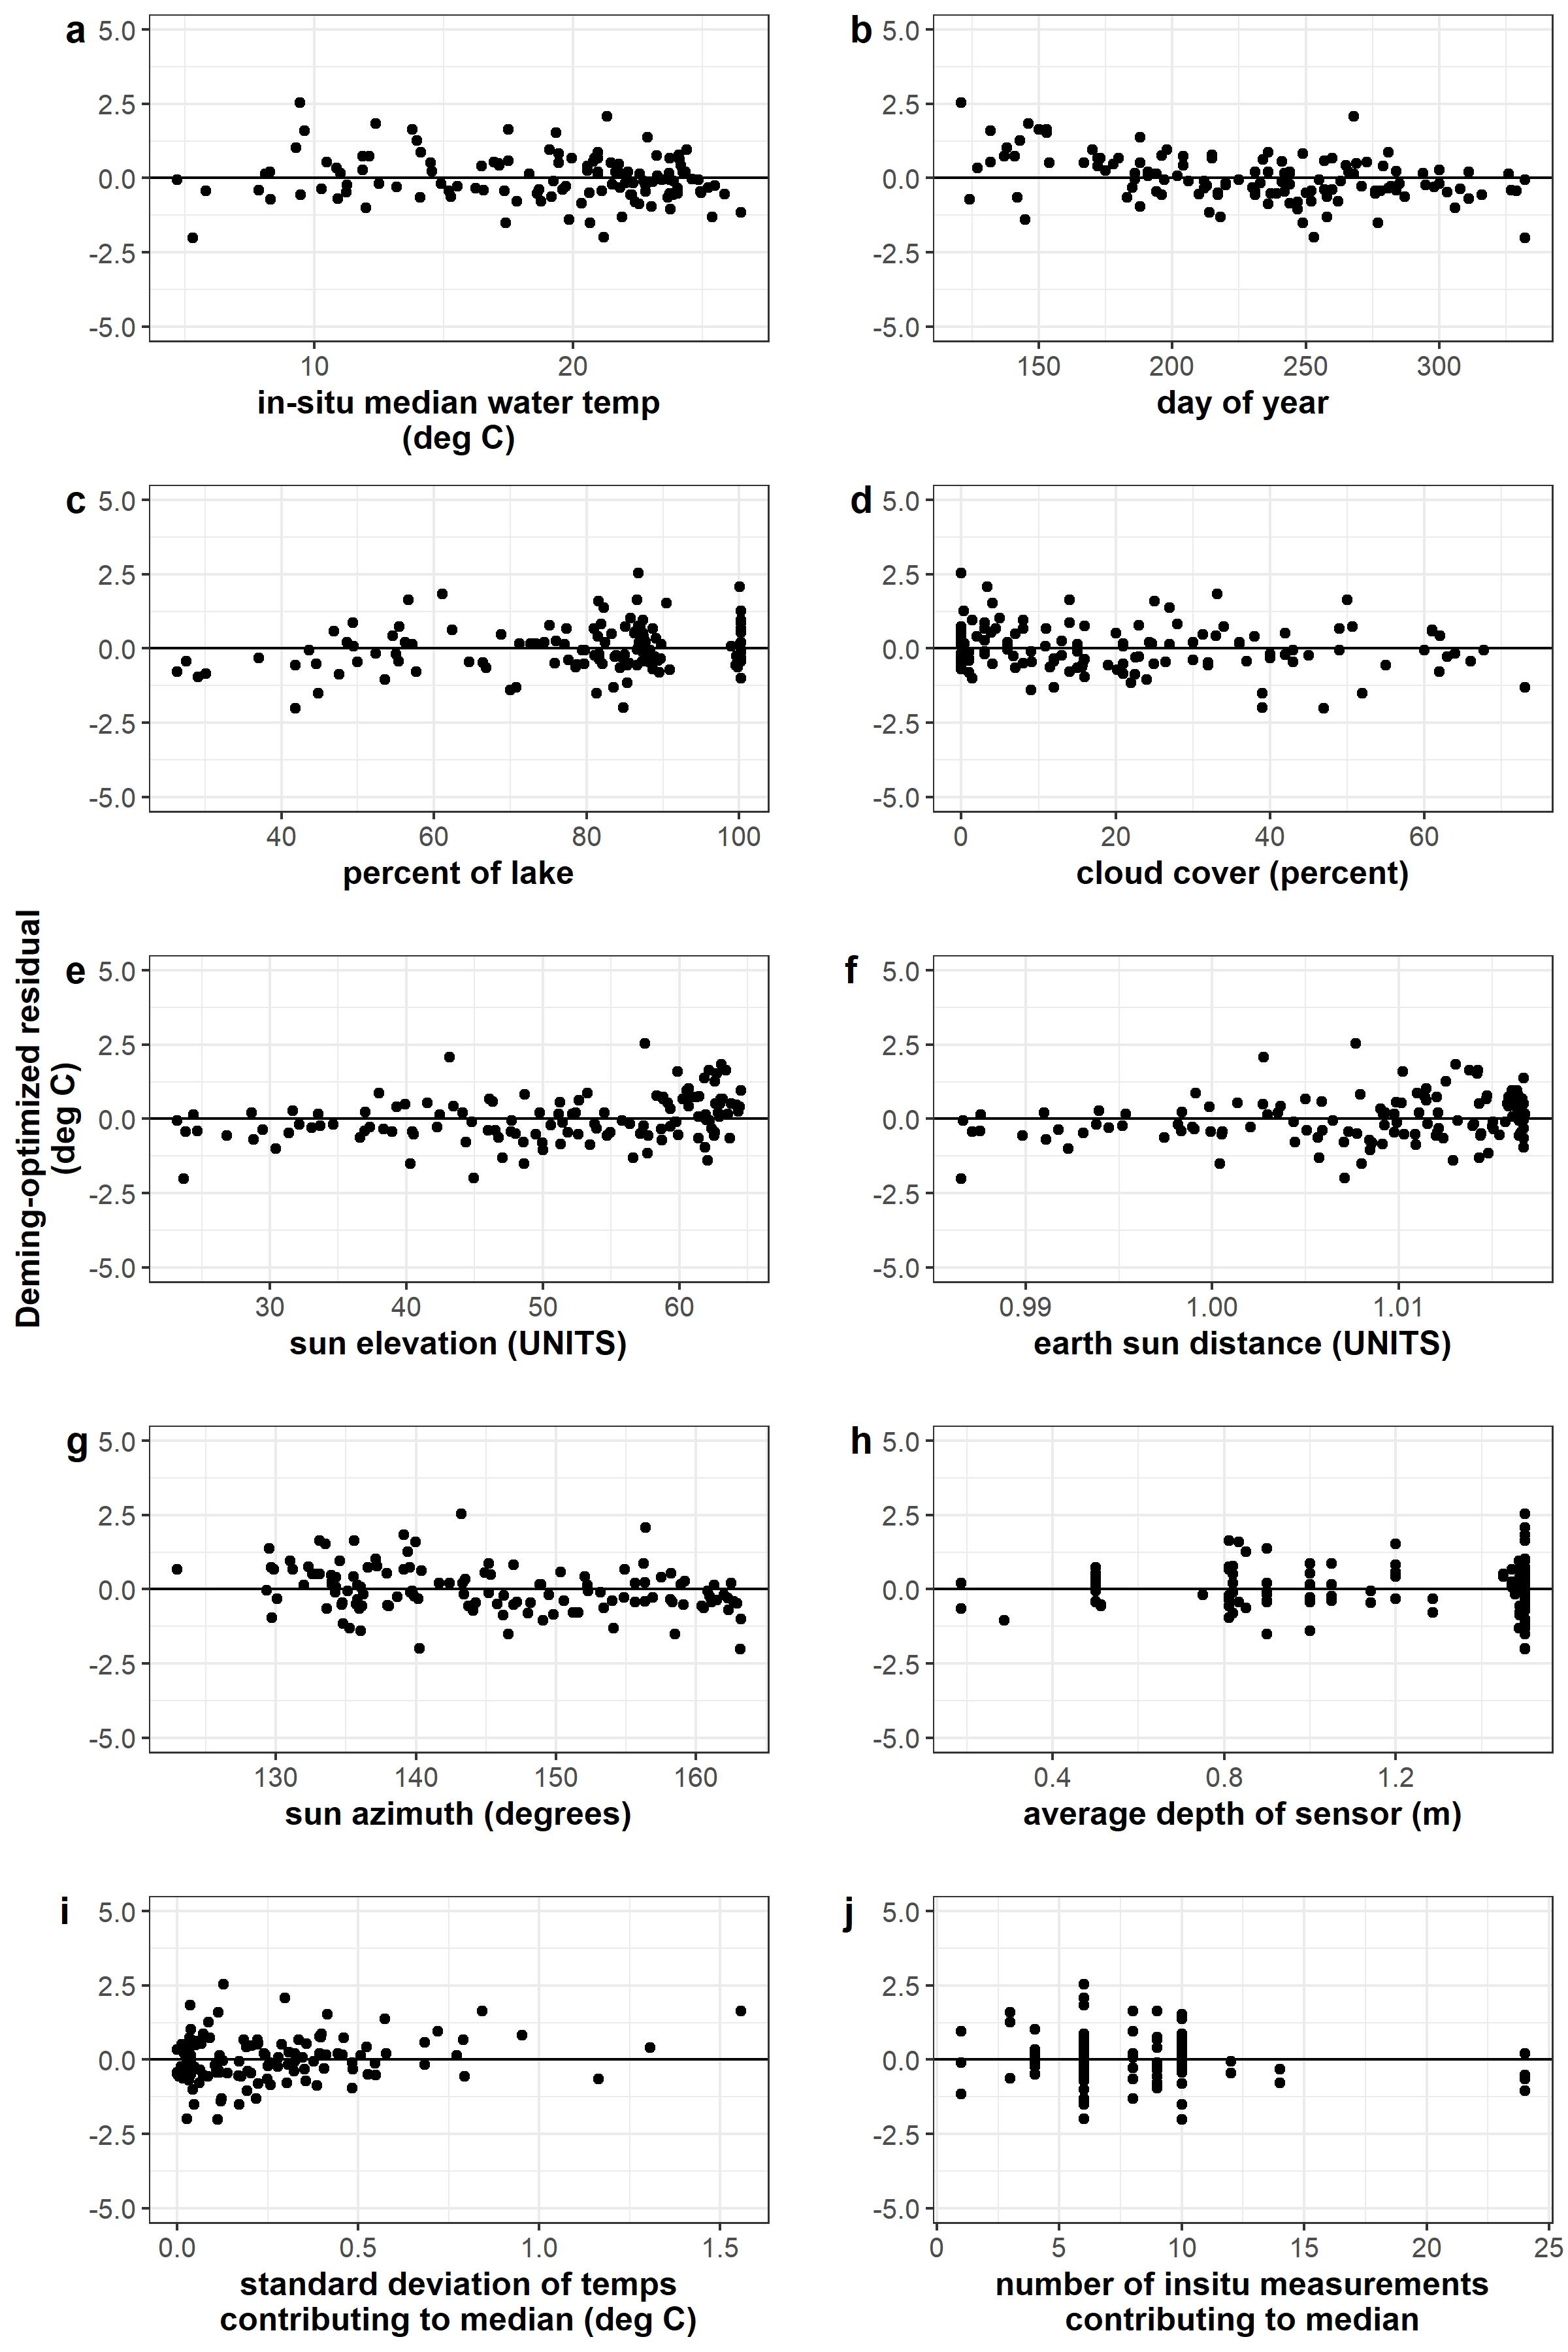 a
5.0
2.5
0.0
-2.5
-5.0
10 20
in-situ median water temp
(deg C)
b
5.0
2.5
0.0
-2.5
-5.0
150 200 250 300
day of year
c
5.0
2.5
0.0
-2.5
-5.0
40 60 80 100
percent of lake
d
5.0
2.5
0.0
-2.5
-5.0
0 20 40 60
cloud cover (percent)
Deming-optimized residual
(deg C)
e
5.0
2.5
0.0
-2.5
-5.0
30 40 50 60
sun elevation (UNITS)
f
5.0
2.5
0.0
-2.5
-5.0
0.99 1.00 1.01
earth sun distance (UNITS)
g
5.0
2.5
0.0
-2.5
-5.0
130 140 150 160
sun azimuth (degrees)
h
5.0
2.5
0.0
-2.5
-5.0
0.4 0.8 1.2
average depth of sensor (m)
i
5.0
2.5
0.0
-2.5
-5.0
0.0 0.5 1.0 1.5
standard deviation of temps
contributing to median (deg C)
j
5.0
2.5
0.0
-2.5
-5.0
0 5 10 15 20 25
number of insitu measurements
contributing to median